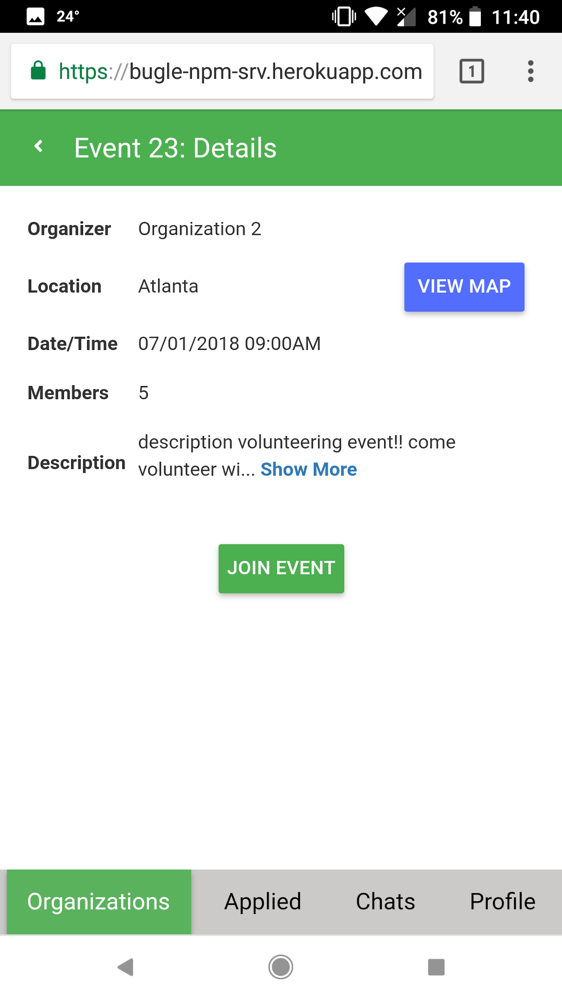 24° 81% 11:40
https://bugle-npm-srv.herokuapp.com 1
Event 23: Details
Organizer Organization 2
Location Atlanta VIEW MAP
Date/Time 07/01/2018 09:00AM
Members 5
Description description volunteering event!! come
volunteer wi... Show More
JOIN EVENT
Organizations Applied Chats Profile